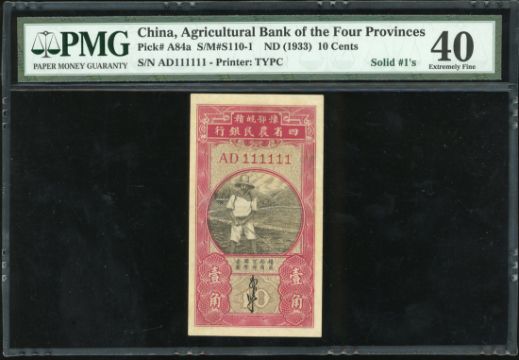 PMG
PAPER MONEY GUARANTY
China, Agricultural Bank of the Four Provinces
Pick# A84a S/M#S110-1 ND (1933) 10 Cents
S/N AD111111 - Printer: TYPC
Solid #1's
40
Extremely Fine
豫鄂皖贛
行銀民農省四
AD 111111
壹角
10
壹角